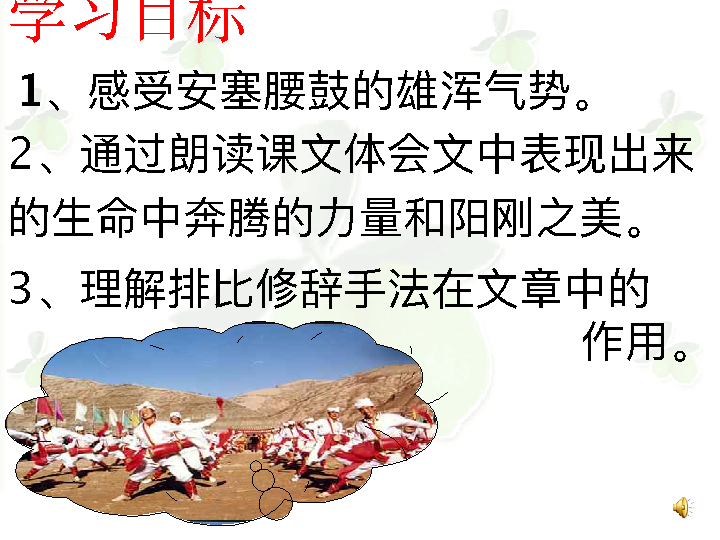 学习目标
1、感受安塞腰鼓的雄浑气势。
2、通过朗读课文体会文中表现出来
的生命中奔腾的力量和阳刚之美。
3、理解排比修辞手法在文章中的
作用。